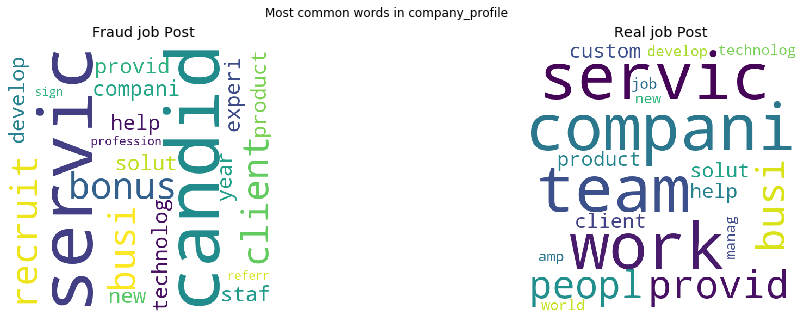 Most common words in company_profile
Fraud job Post
develop
sign
provid
compani
help
profession
solut
bonus
recruit
servic
busi
new
technolog
candid
year
experi
product
client
referr
staf
Real job Post
custom
develop
technolog
servic
job
new
compani
product
solut
help
team
busi
client
manag
amp
work
peopl
provid
world